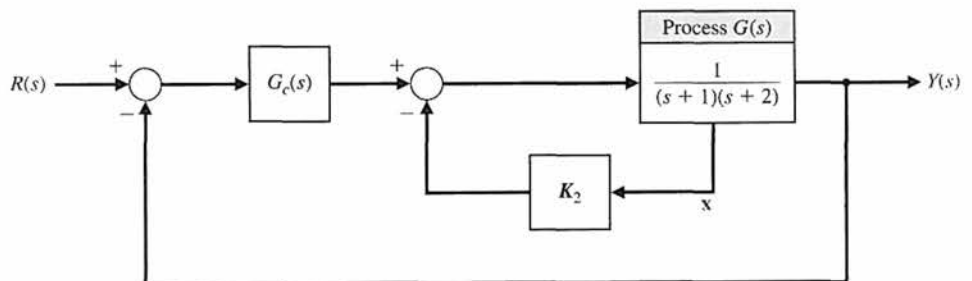 Process G(s)
R(s)
+
−
G_c(s)
+
−
1
(s + 1)(s + 2)
Y(s)
K_2
x